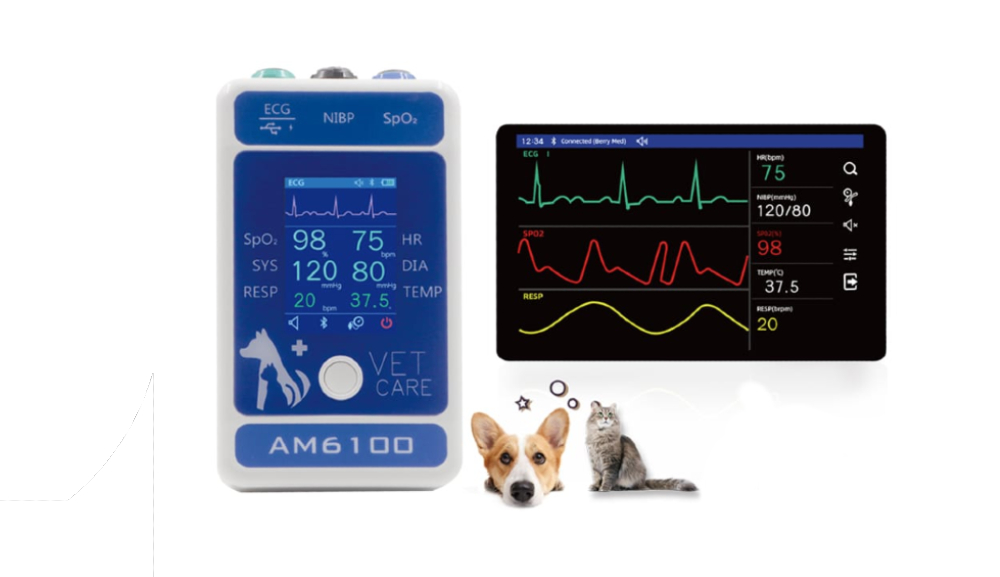 ECG
NIBP
SpO₂
ECG
SpO₂ 98 % 75 bpm HR
SYS 120 mmHg 80 mmHg DIA
RESP 20 bpm 37.5 TEMP
VET
CARE
AM6100
12:34 Connected (Berry Med)
ECG I
HR(bpm)
75
NIBP(mmHg)
120/80
SPO2
SPO2(%)
98
TEMP(°C)
37.5
RESP
RESP(brpm)
20